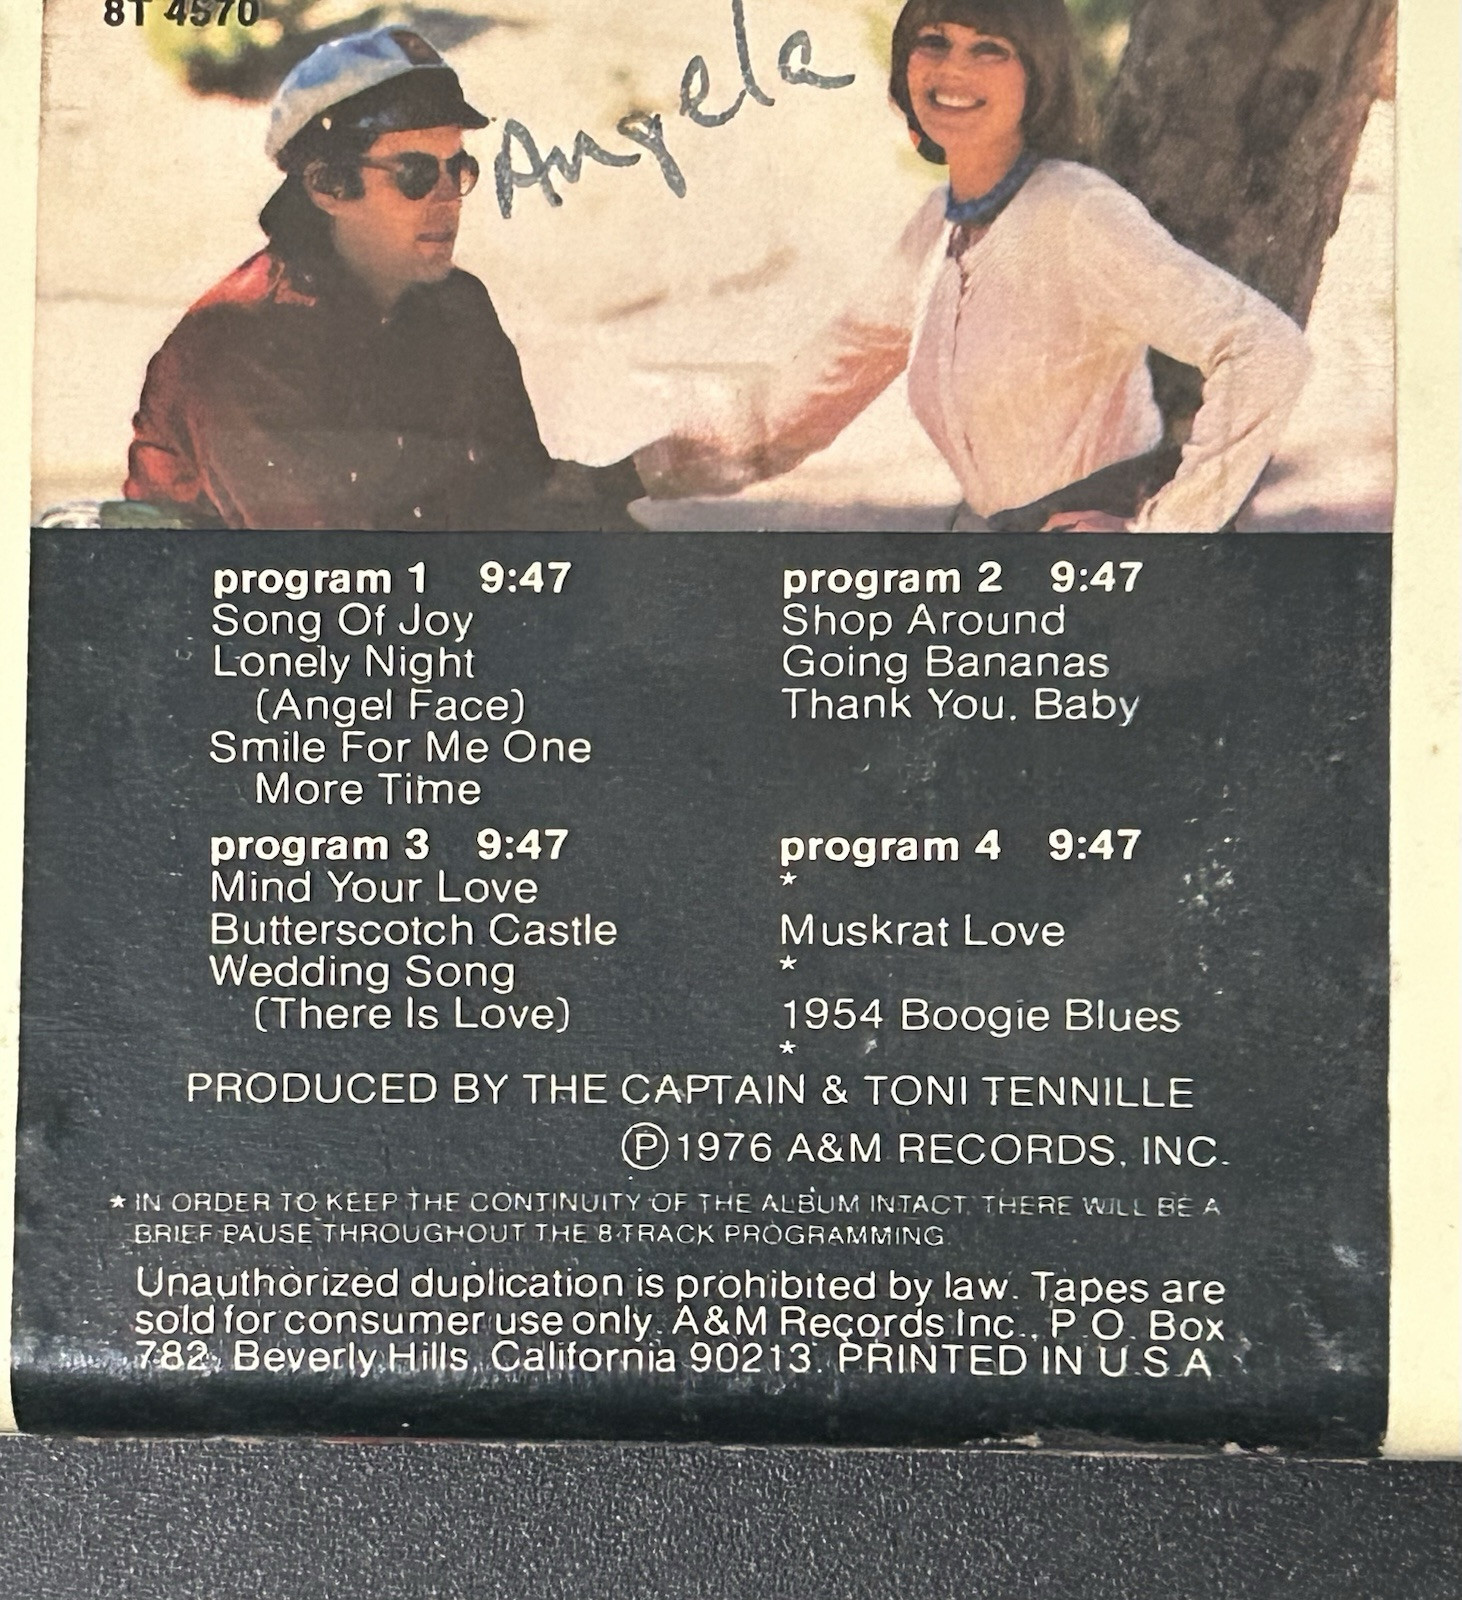 8T 4570
Angela
program 1 9:47
Song Of Joy
Lonely Night
(Angel Face)
Smile For Me One
More Time
program 2 9:47
Shop Around
Going Bananas
Thank You, Baby
program 3 9:47
Mind Your Love
Butterscotch Castle
Wedding Song
(There Is Love)
program 4 9:47
*
Muskrat Love
*
1954 Boogie Blues
*
PRODUCED BY THE CAPTAIN & TONI TENNILLE
Ⓟ1976 A&M RECORDS, INC.
* IN ORDER TO KEEP THE CONTINUITY OF THE ALBUM INTACT, THERE WILL BE A
BRIEF PAUSE THROUGHOUT THE 8-TRACK PROGRAMMING.
Unauthorized duplication is prohibited by law. Tapes are
sold for consumer use only. A&M Records Inc., P.O. Box
782, Beverly Hills, California 90213. PRINTED IN U.S.A.